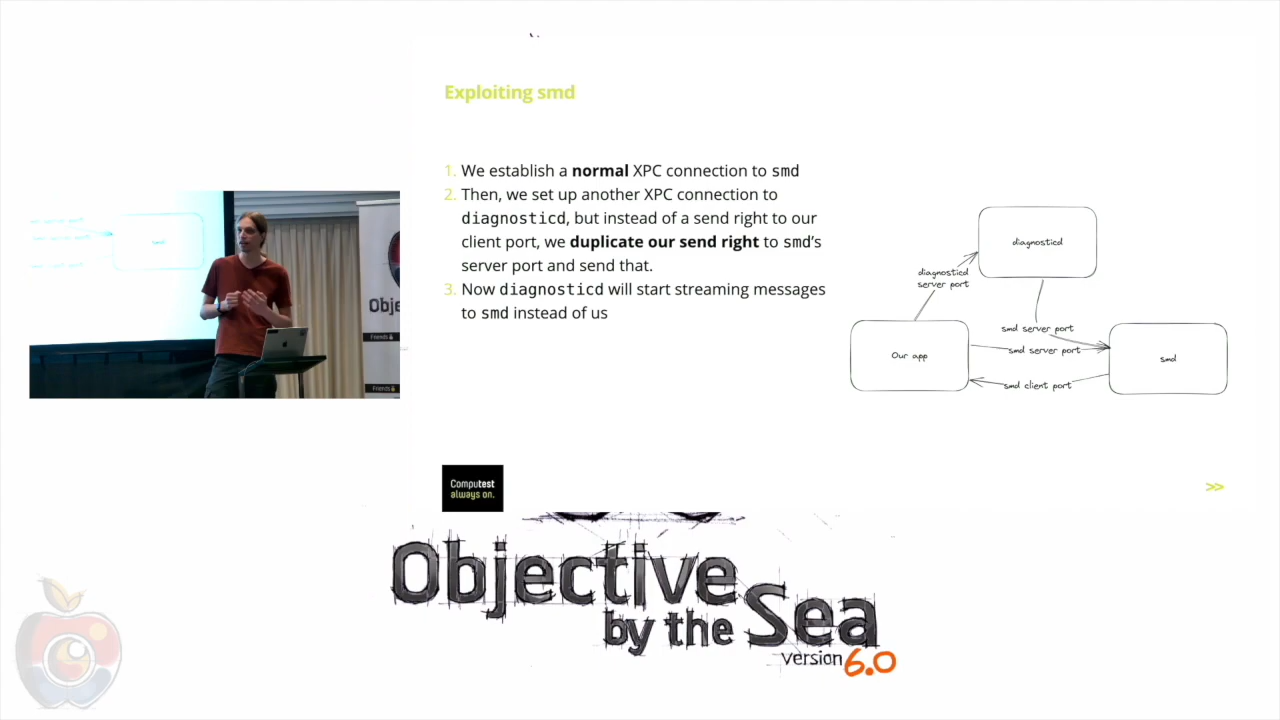 Exploiting smd
1. We establish a normal XPC connection to smd
2. Then, we set up another XPC connection to
diagnosticd, but instead of a send right to our
client port, we duplicate our send right to smd's
server port and send that.
3. Now diagnosticd will start streaming messages
to smd instead of us
diagnosticd
diagnosticd
server port
smd server port
Our app
smd server port
smd
smd client port
Obje
Friends
Friends
Computest
always on.
>>
Objective
by the Sea
version 6.0